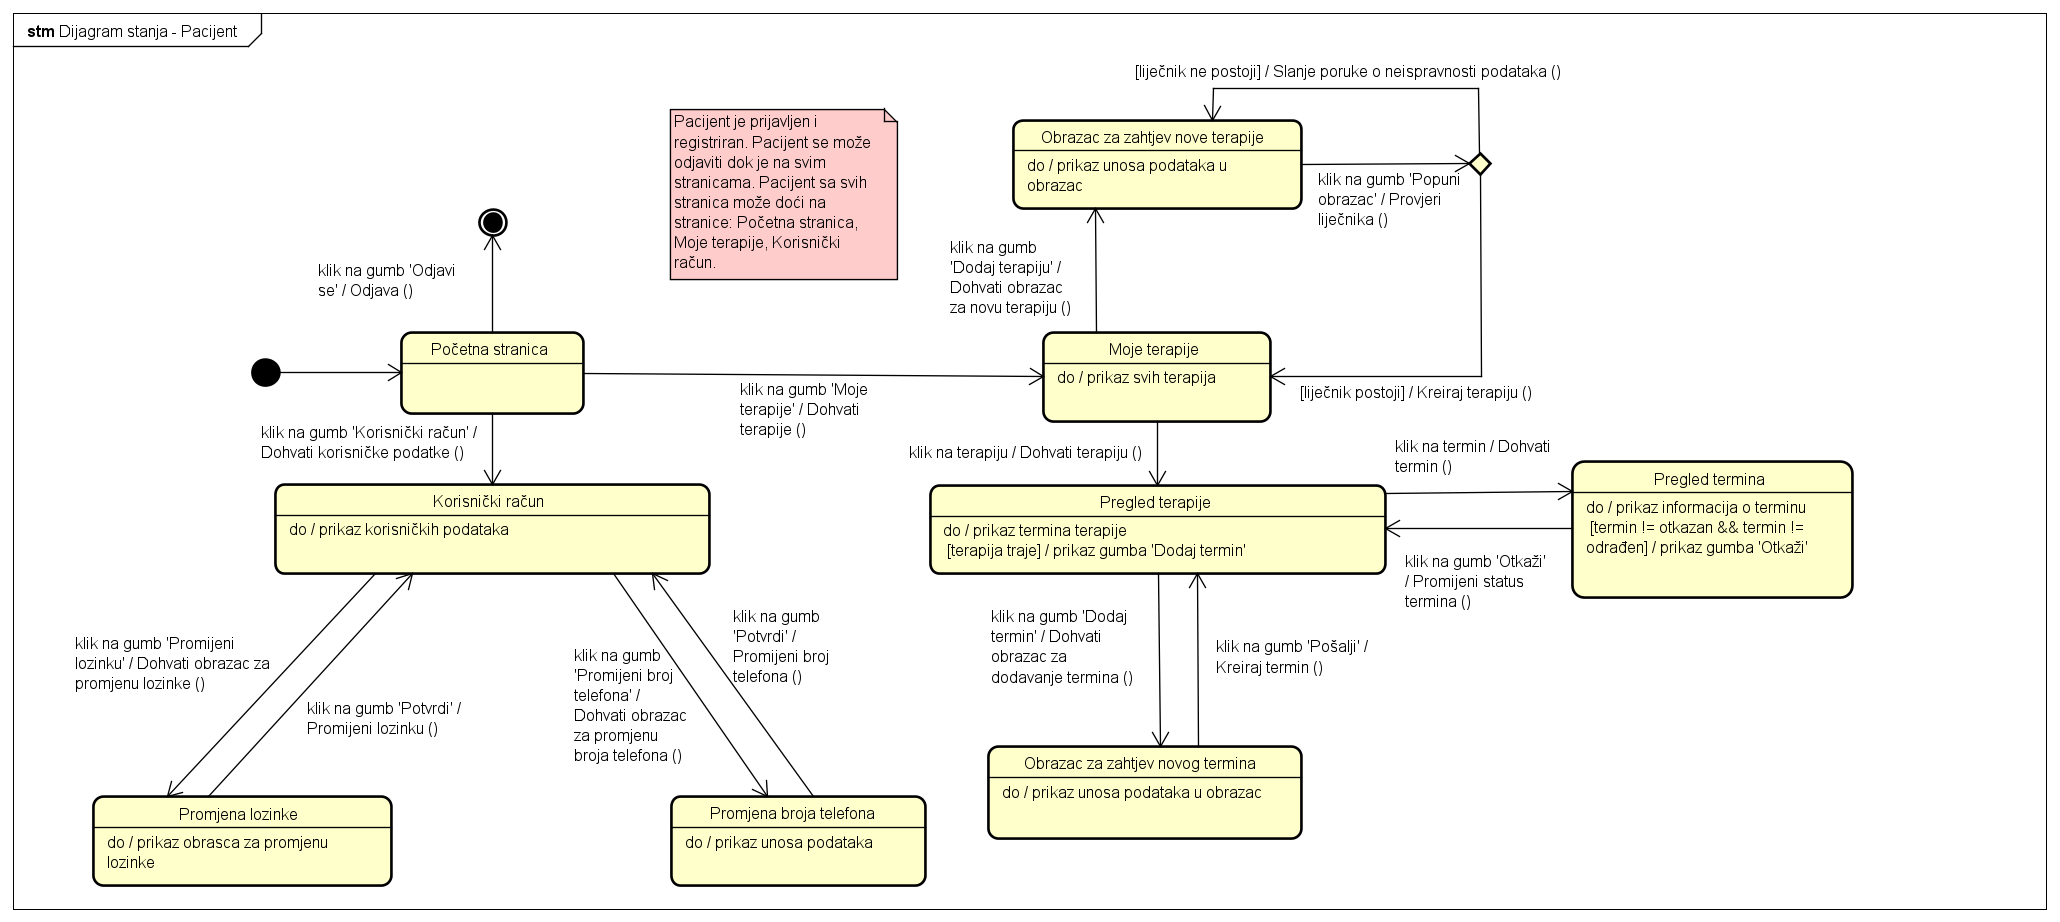 stm Dijagram stanja - Pacijent
[liječnik ne postoji] / Slanje poruke o neispravnosti podataka ()
Pacijent je prijavljen i
registriran. Pacijent se može
odjaviti dok je na svim
stranicama. Pacijent sa svih
stranica može doći na
stranice: Početna stranica,
Moje terapije, Korisnički
račun.
Obrazac za zahtjev nove terapije
do / prikaz unosa podataka u
obrazac
klik na gumb 'Popuni
obrazac' / Provjeri
liječnika ()
klik na gumb 'Odjavi
se' / Odjava ()
klik na gumb
'Dodaj terapiju' /
Dohvati obrazac
za novu terapiju ()
Početna stranica
klik na gumb 'Moje
terapije' / Dohvati
terapije ()
Moje terapije
do / prikaz svih terapija
[liječnik postoji] / Kreiraj terapiju ()
klik na gumb 'Korisnički račun' /
Dohvati korisničke podatke ()
klik na terapiju / Dohvati terapiju ()
klik na termin / Dohvati
termin ()
Korisnički račun
do / prikaz korisničkih podataka
Pregled terapije
do / prikaz termina terapije
[terapija traje] / prikaz gumba 'Dodaj termin'
Pregled termina
do / prikaz informacija o terminu
[termin != otkazan && termin !=
odrađen] / prikaz gumba 'Otkaži'
klik na gumb 'Otkaži'
/ Promijeni status
termina ()
klik na gumb 'Promijeni
lozinku' / Dohvati obrazac za
promjenu lozinke ()
klik na gumb 'Potvrdi' /
Promijeni lozinku ()
klik na gumb
'Promijeni broj
telefona' /
Dohvati obrazac
za promjenu
broja telefona ()
klik na gumb
'Potvrdi' /
Promijeni broj
telefona ()
klik na gumb 'Dodaj
termin' / Dohvati
obrazac za
dodavanje termina ()
klik na gumb 'Pošalji' /
Kreiraj termin ()
Promjena lozinke
do / prikaz obrasca za promjenu
lozinke
Promjena broja telefona
do / prikaz unosa podataka
Obrazac za zahtjev novog termina
do / prikaz unosa podataka u obrazac